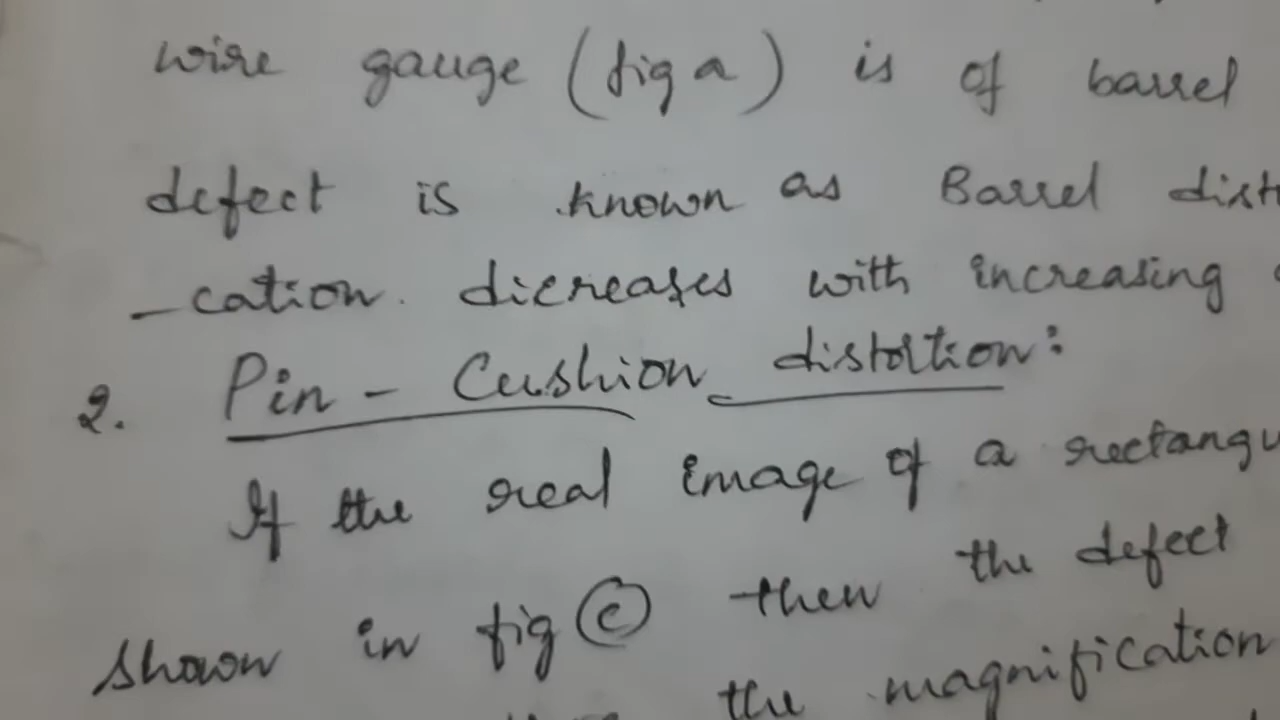 wire gauge (fig a) is of barrel
defect is known as Barrel dist
_cation. dicreases with increasing
2. Pin - Cushion distortion:
If the real image of a rectangu
shown in fig (c) then the defect
the magnification